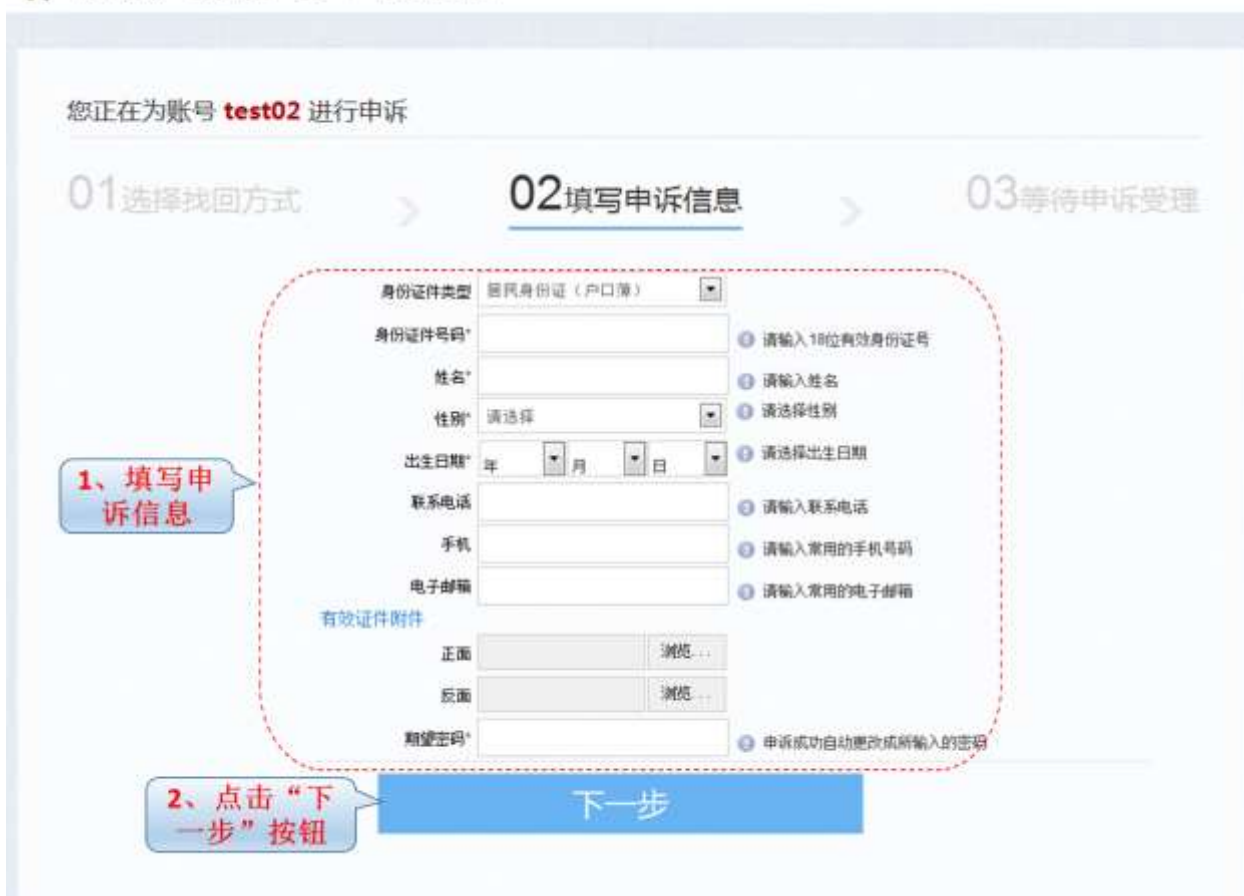 您正在为账号 test02 进行申诉
01选择找回方式
02填写申诉信息
03等待申诉受理
身份证件类型 居民身份证（户口簿）
身份证件号码* 请输入18位有效身份证号
姓名* 请输入姓名
性别* 请选择 请选择性别
出生日期* 年 月 日 请选择出生日期
联系电话 请输入联系电话
手机 请输入常用的手机号码
电子邮箱 请输入常用的电子邮箱
有效证件附件
正面 浏览...
反面 浏览...
期望密码* 申诉成功自动更改成所输入的密码
1、填写申
诉信息
下一步
2、点击“下
一步”按钮